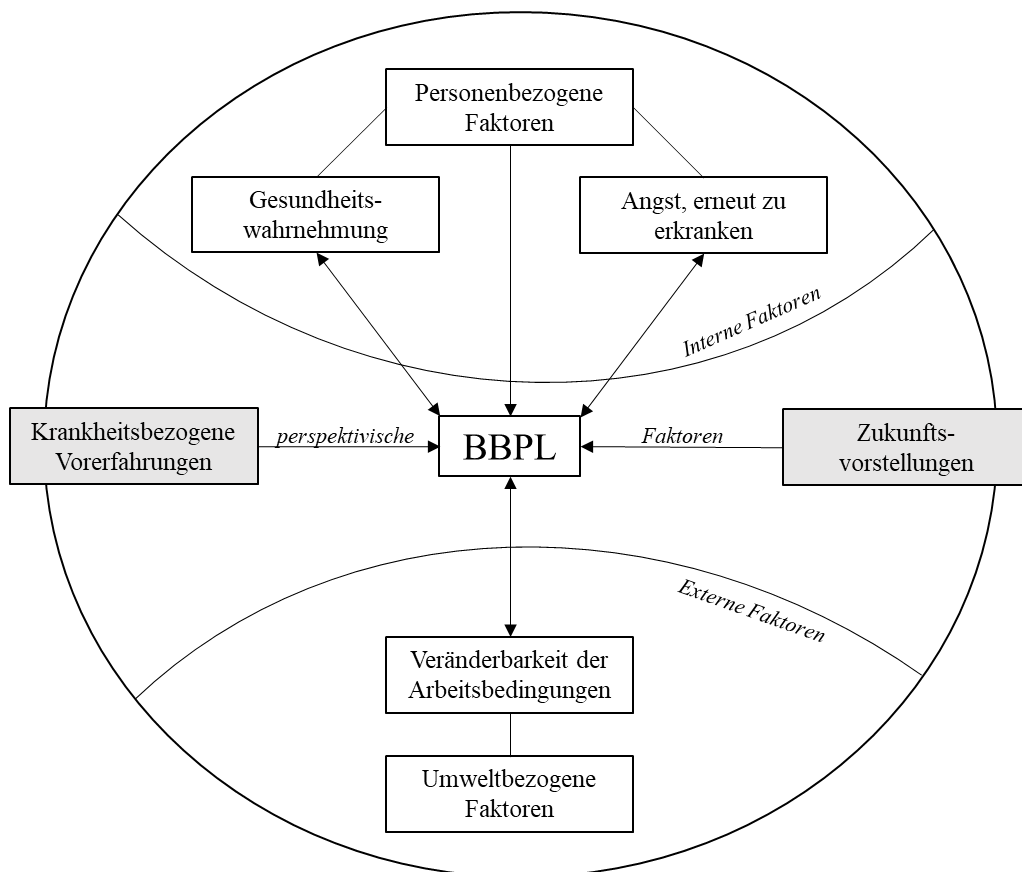 Personenbezogene
Faktoren
Gesundheits-
wahrnehmung
Angst, erneut zu
erkranken
Interne Faktoren
Krankheitsbezogene
Vorerfahrungen
perspektivische
BBPL
Faktoren
Zukunfts-
vorstellungen
Externe Faktoren
Veränderbarkeit der
Arbeitsbedingungen
Umweltbezogene
Faktoren